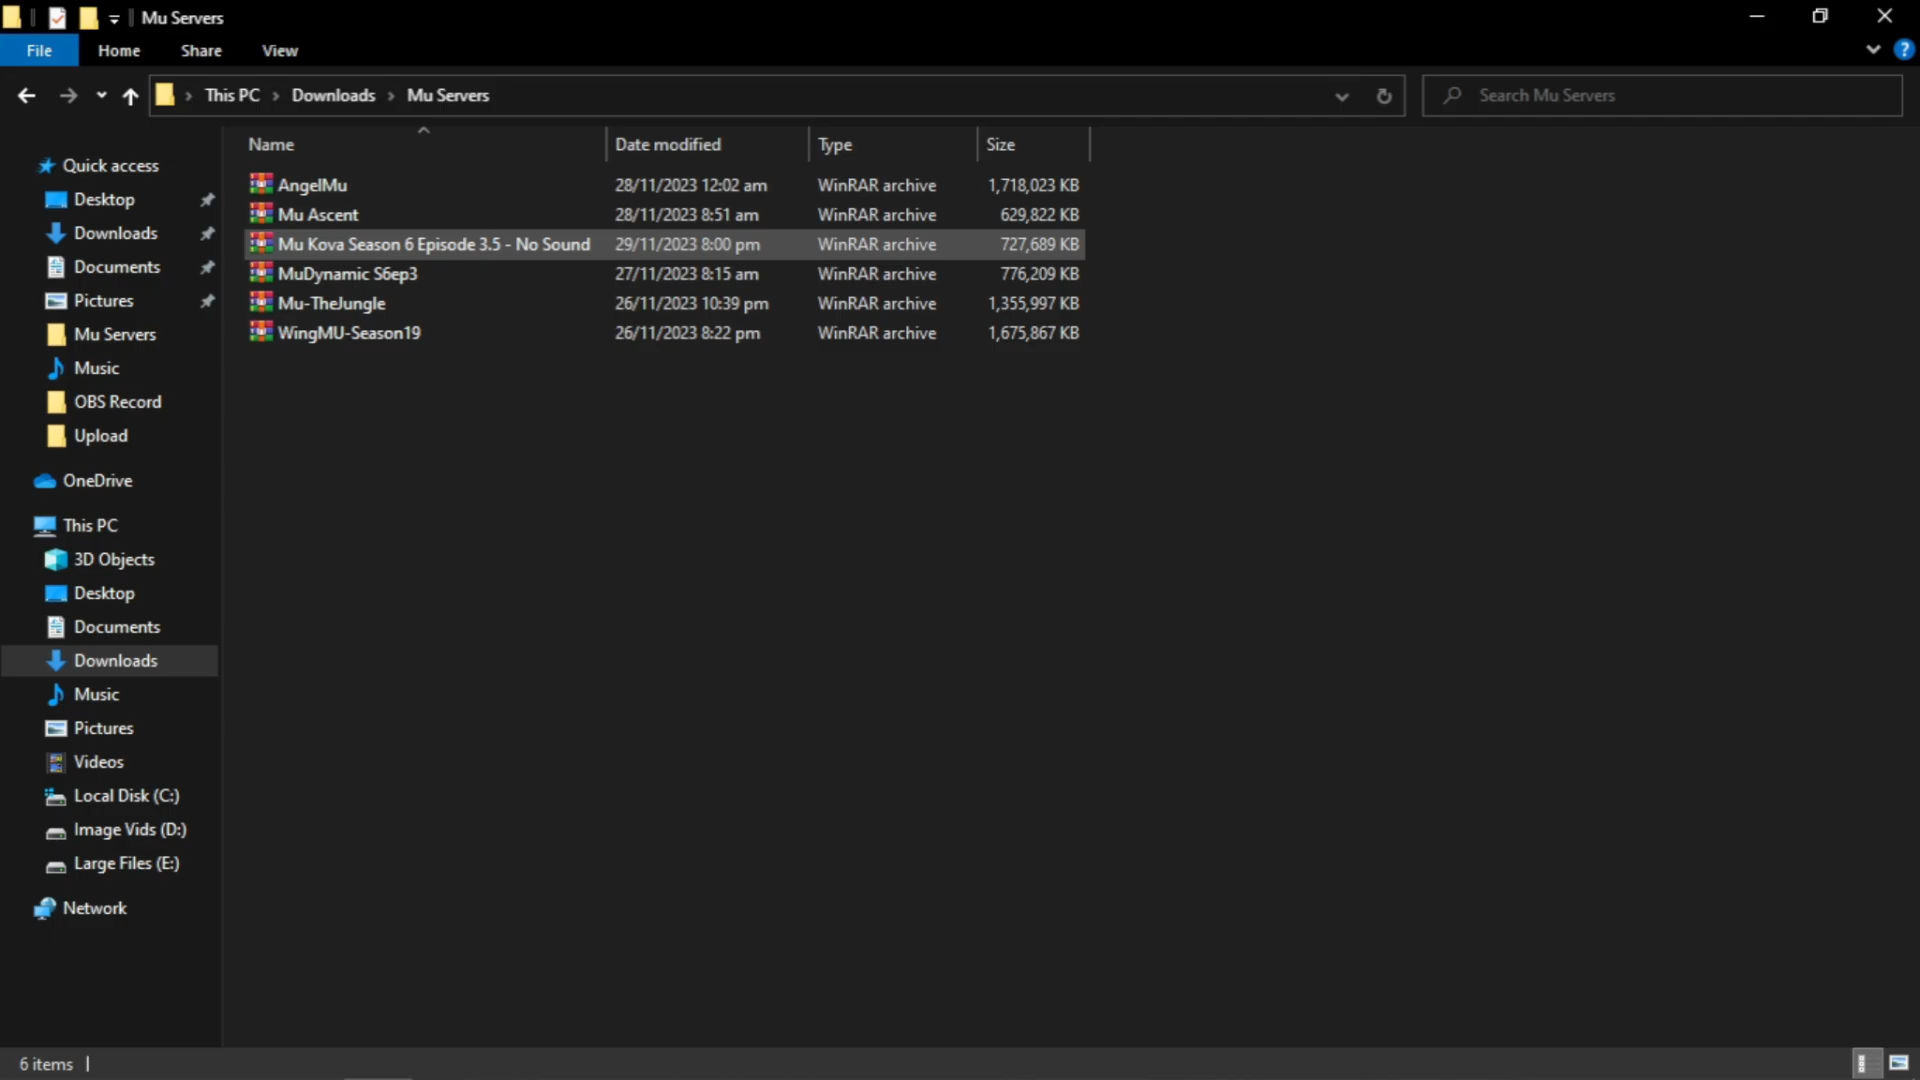 Mu Servers
File Home Share View
This PC Downloads Mu Servers
Search Mu Servers
Name Date modified Type Size
AngelMu 28/11/2023 12:02 am WinRAR archive 1,718,023 KB
Mu Ascent 28/11/2023 8:51 am WinRAR archive 629,822 KB
Mu Kova Season 6 Episode 3.5 - No Sound 29/11/2023 8:00 pm WinRAR archive 727,689 KB
MuDynamic S6ep3 27/11/2023 8:15 am WinRAR archive 776,209 KB
Mu-TheJungle 26/11/2023 10:39 pm WinRAR archive 1,355,997 KB
WingMU-Season19 26/11/2023 8:22 pm WinRAR archive 1,675,867 KB
Quick access
Desktop
Downloads
Documents
Pictures
Mu Servers
Music
OBS Record
Upload
OneDrive
This PC
3D Objects
Desktop
Documents
Downloads
Music
Pictures
Videos
Local Disk (C:)
Image Vids (D:)
Large Files (E:)
Network
6 items